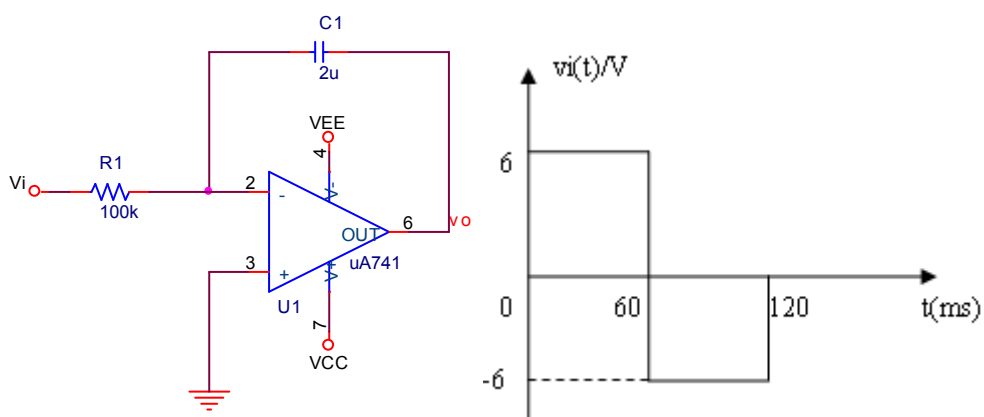 C1
2u
VEE
4
V-
R1
Vi
100k
2
-
6
vo
OUT
uA741
3
+
V+
U1
7
VCC
vi(t)/V
6
0
60
120
t(ms)
-6